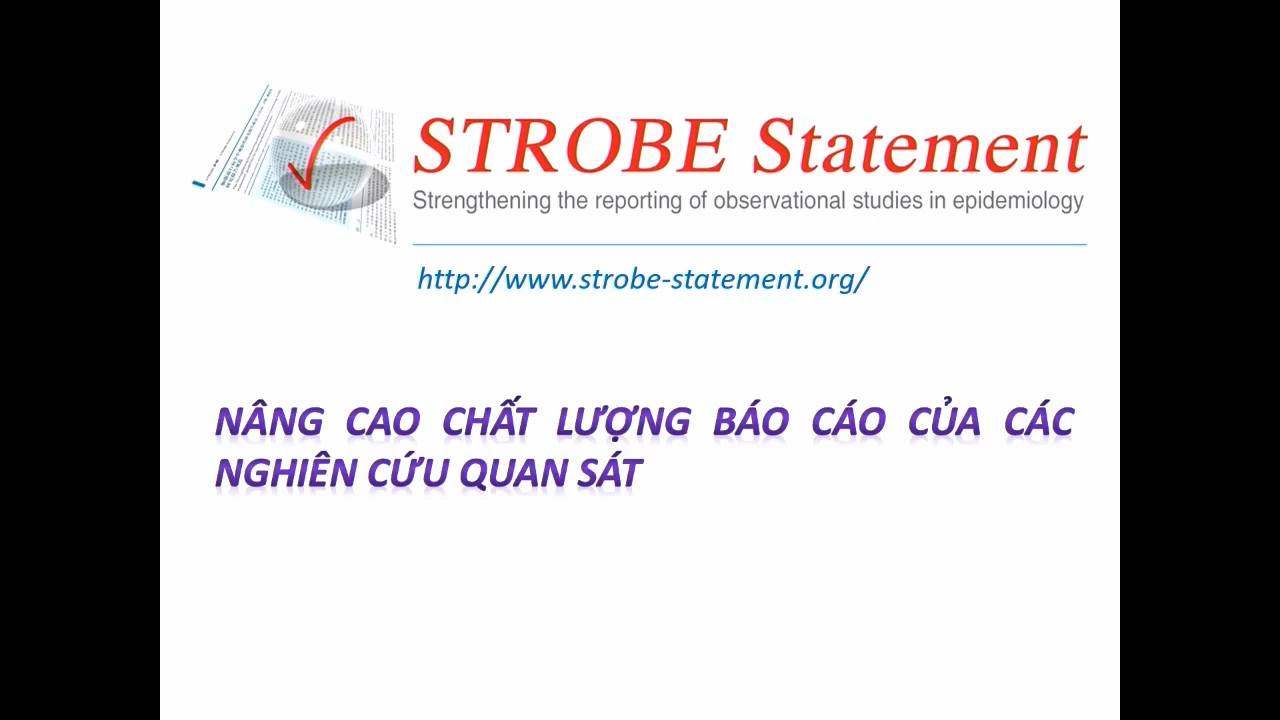 STROBE Statement
Strengthening the reporting of observational studies in epidemiology
http://www.strobe-statement.org/
NÂNG CAO CHẤT LƯỢNG BÁO CÁO CỦA CÁC
NGHIÊN CỨU QUAN SÁT